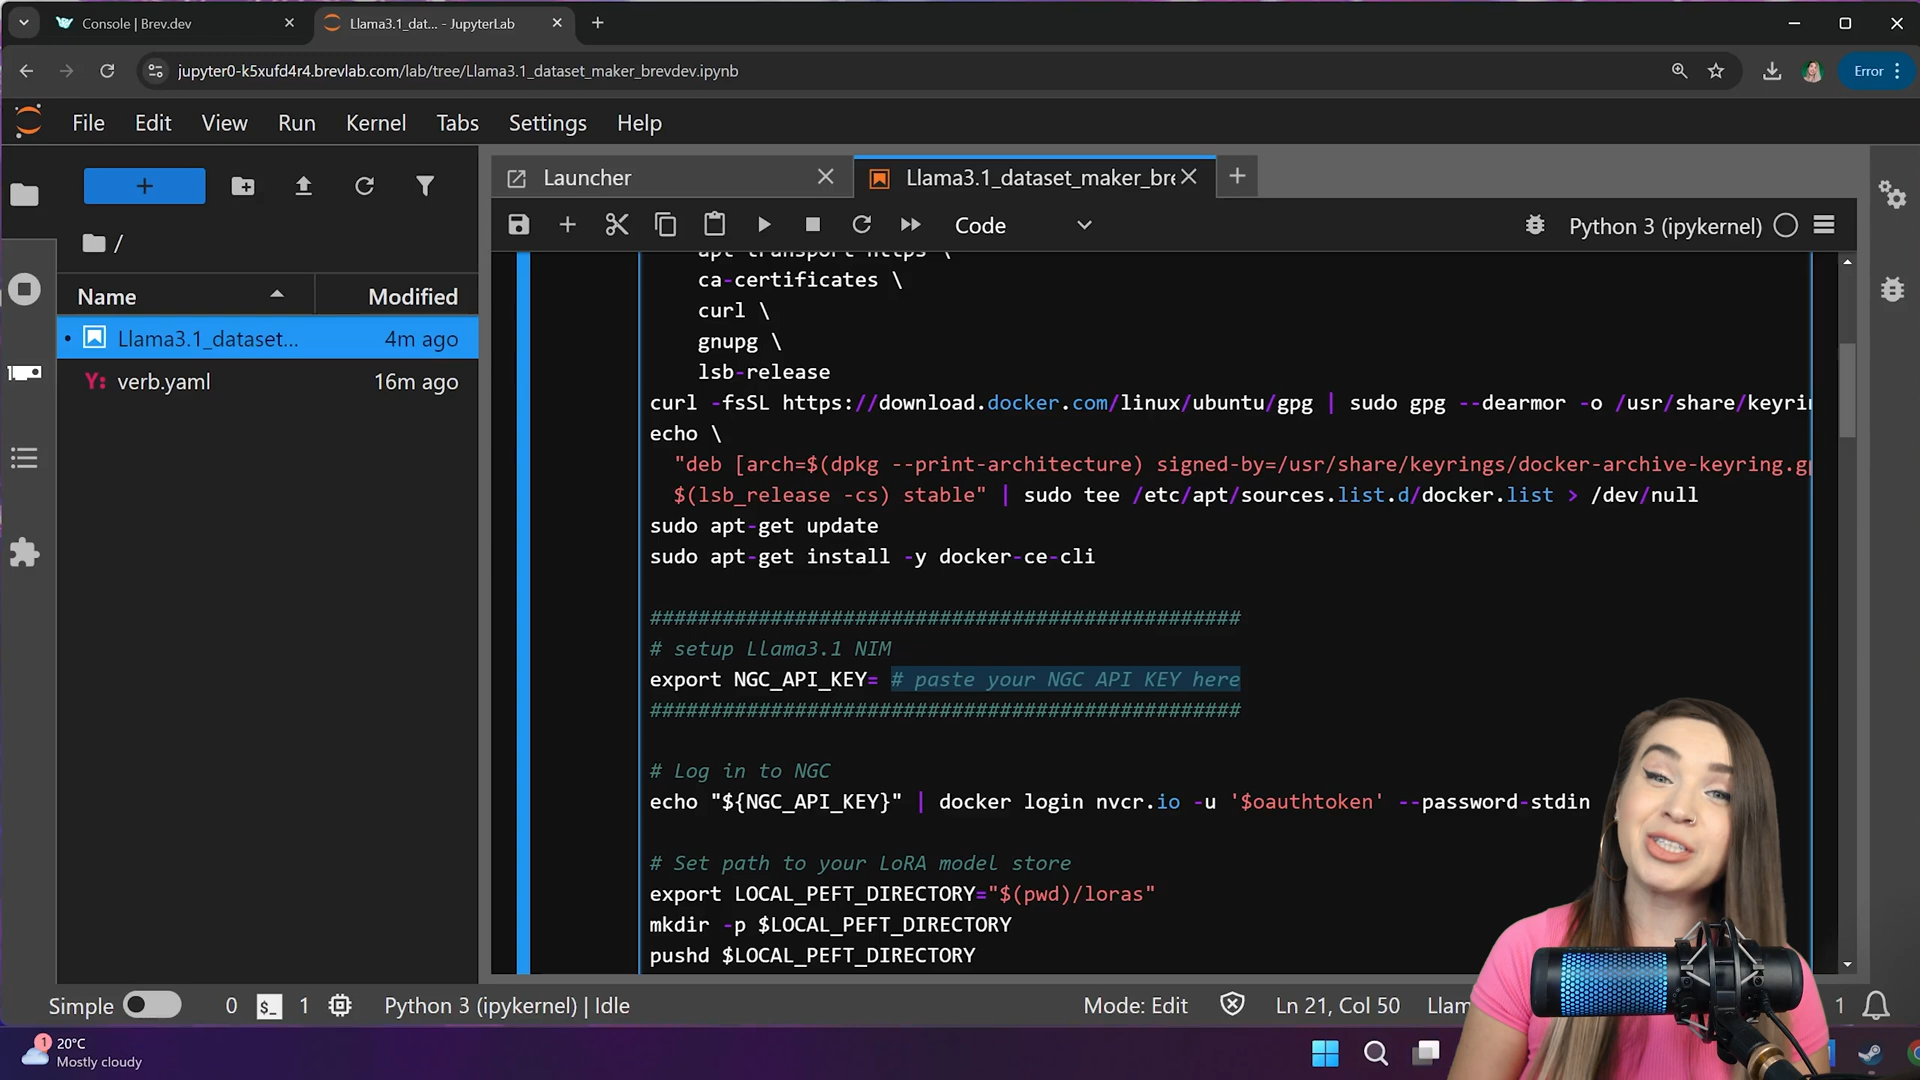 Console | Brev.dev
Llama3.1_dat... - JupyterLab
jupyter0-k5xufd4r4.brevlab.com/lab/tree/Llama3.1_dataset_maker_brevdev.ipynb
Error
File Edit View Run Kernel Tabs Settings Help
Launcher
Llama3.1_dataset_maker_bre
Code
Python 3 (ipykernel)
/
Name Modified
Llama3.1_dataset... 4m ago
Y: verb.yaml 16m ago
apt-transport-https \
ca-certificates \
curl \
gnupg \
lsb-release
curl -fsSL https://download.docker.com/linux/ubuntu/gpg | sudo gpg --dearmor -o /usr/share/keyrin
echo \
"deb [arch=$(dpkg --print-architecture) signed-by=/usr/share/keyrings/docker-archive-keyring.gp
$(lsb_release -cs) stable" | sudo tee /etc/apt/sources.list.d/docker.list > /dev/null
sudo apt-get update
sudo apt-get install -y docker-ce-cli
#################################################
# setup Llama3.1 NIM
export NGC_API_KEY= # paste your NGC API KEY here
#################################################
# Log in to NGC
echo "${NGC_API_KEY}" | docker login nvcr.io -u '$oauthtoken' --password-stdin
# Set path to your LoRA model store
export LOCAL_PEFT_DIRECTORY="$(pwd)/loras"
mkdir -p $LOCAL_PEFT_DIRECTORY
pushd $LOCAL_PEFT_DIRECTORY
Simple 0 $_ 1 Python 3 (ipykernel) | Idle Mode: Edit Ln 21, Col 50 Llam 1
1
20°C
Mostly cloudy